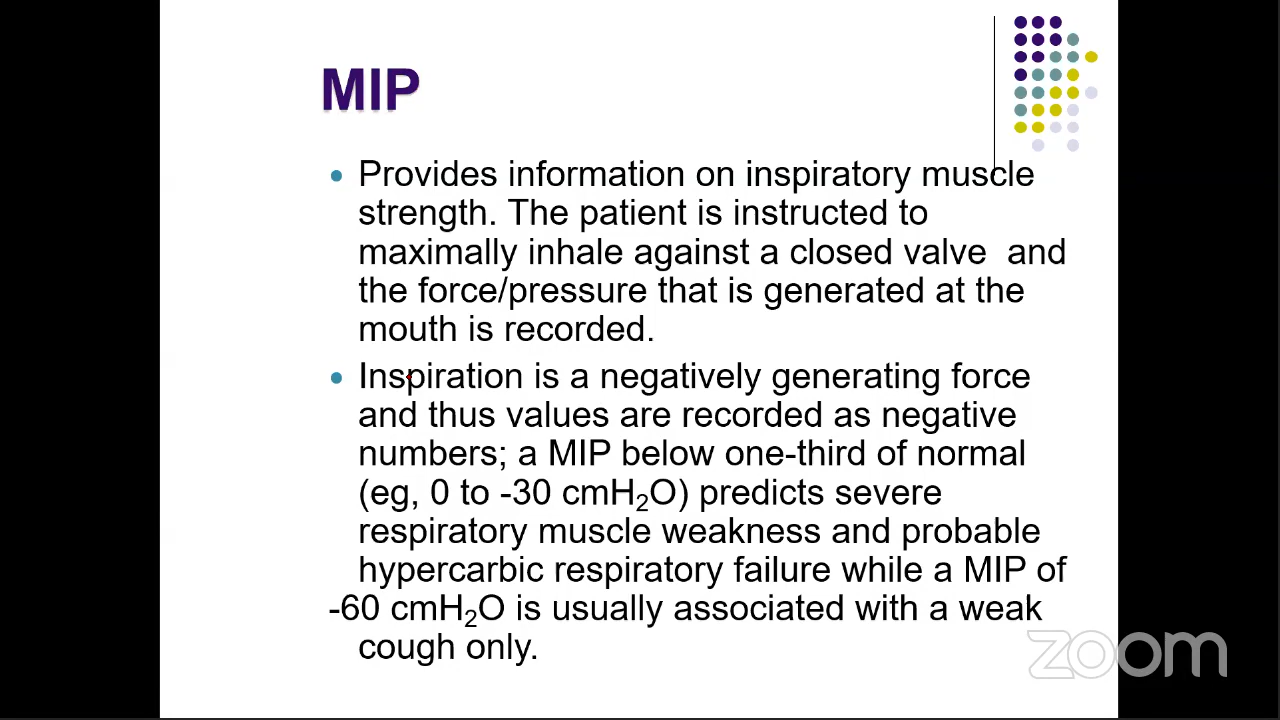 MIP
Provides information on inspiratory muscle
strength. The patient is instructed to
maximally inhale against a closed valve  and
the force/pressure that is generated at the
mouth is recorded.
Inspiration is a negatively generating force
and thus values are recorded as negative
numbers; a MIP below one-third of normal
(eg, 0 to -30 cmH₂O) predicts severe
respiratory muscle weakness and probable
hypercarbic respiratory failure while a MIP of
-60 cmH₂O is usually associated with a weak
cough only.
zoom